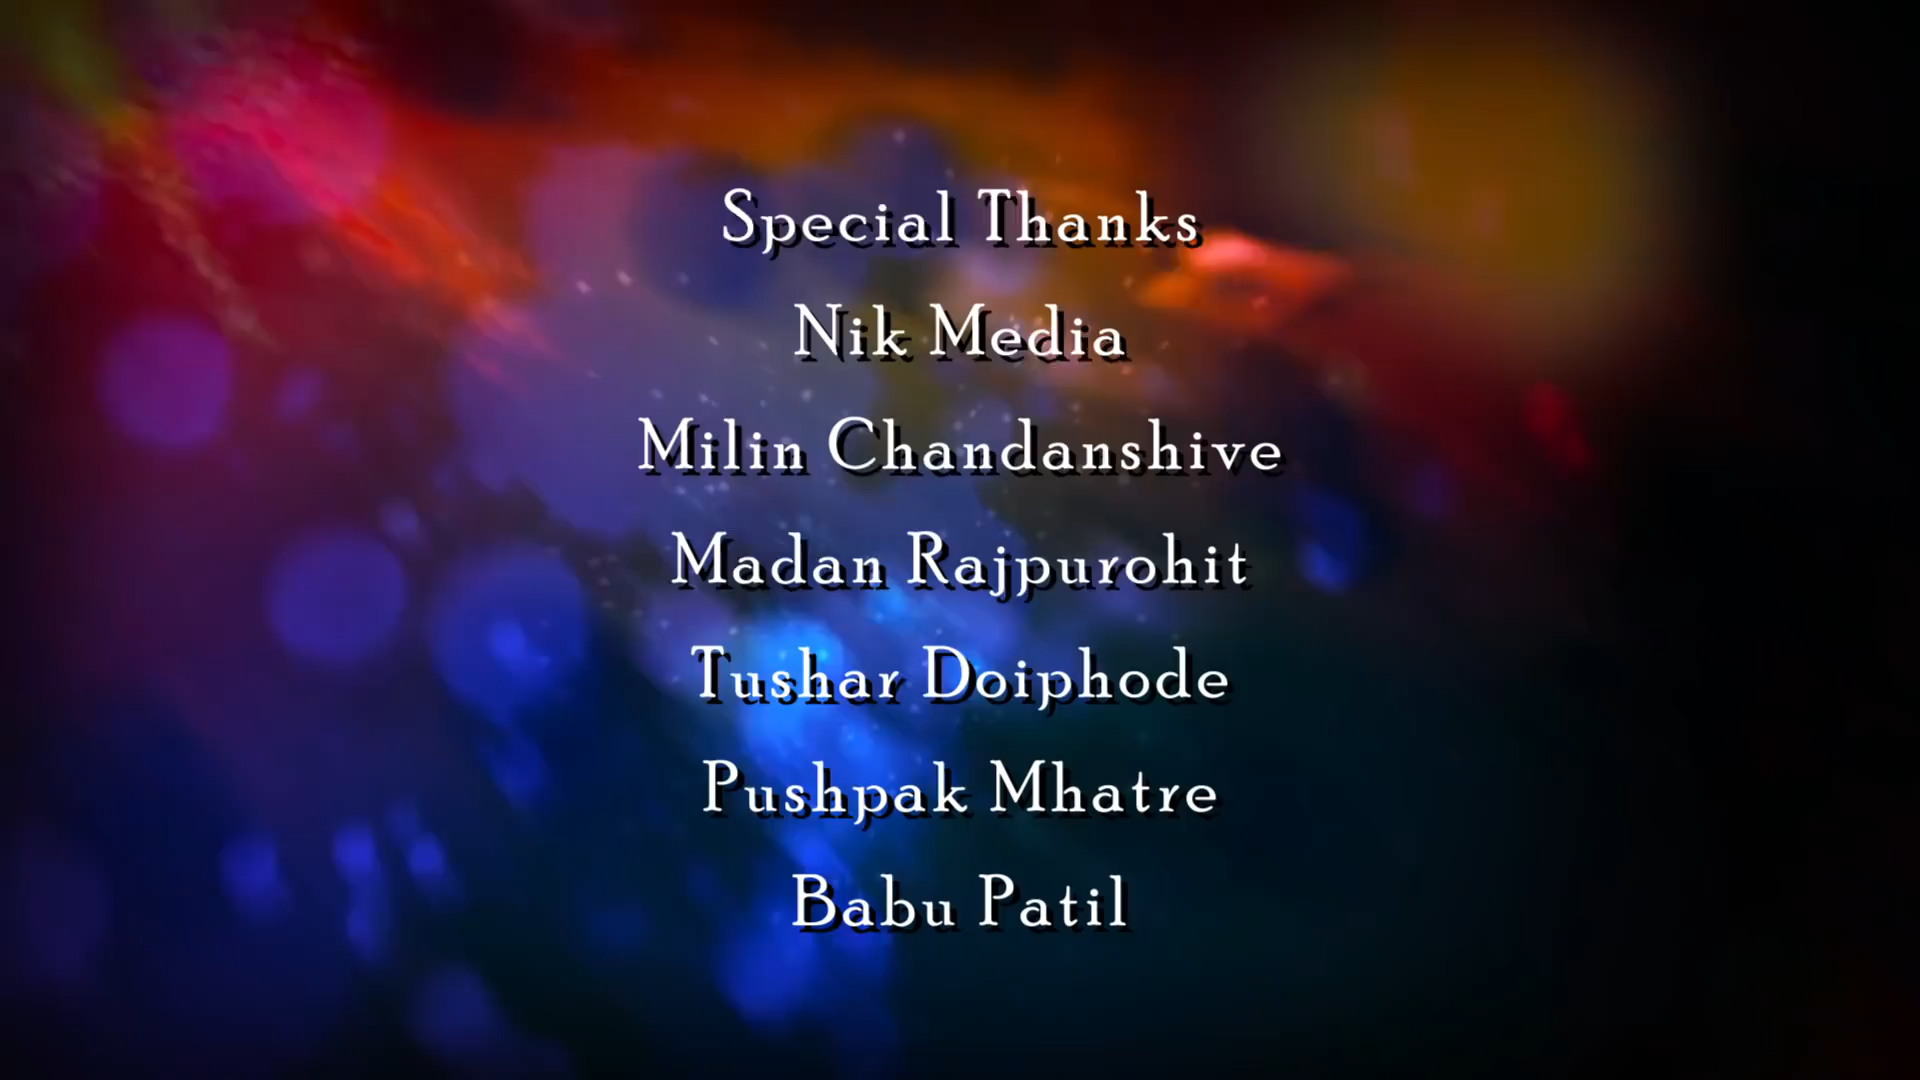 Special Thanks
Nik Media
Milin Chandanshive
Madan Rajpurohit
Tushar Doiphode
Pushpak Mhatre
Babu Patil